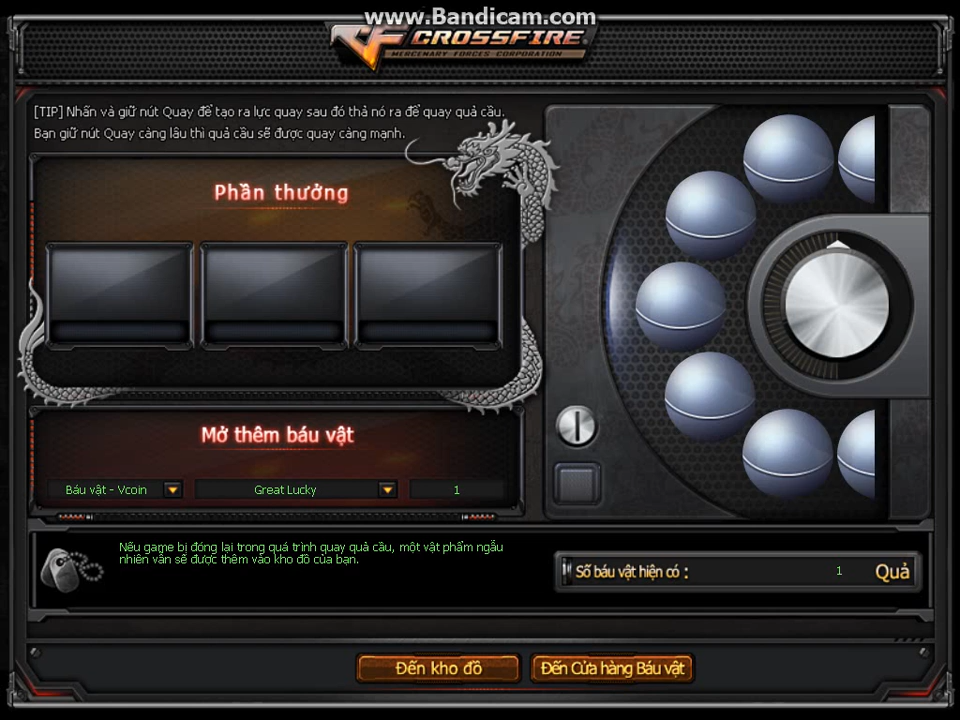 www.Bandicam.com
CF CROSSFIRE
MERCENARY FORCES CORPORATION
[TIP] Nhấn và giữ nút Quay để tạo ra lực quay sau đó thả nó ra để quay quả cầu.
Bạn giữ nút Quay càng lâu thì quả cầu sẽ được quay càng mạnh.
Phần thưởng
Mở thêm báu vật
Báu vật - Vcoin Great Lucky 1
Nếu game bị đóng lại trong quá trình quay quả cầu, một vật phẩm ngẫu
nhiên vẫn sẽ được thêm vào kho đồ của bạn.
Số báu vật hiện có : 1 Quả
Đến kho đồ Đến Cửa hàng Báu vật